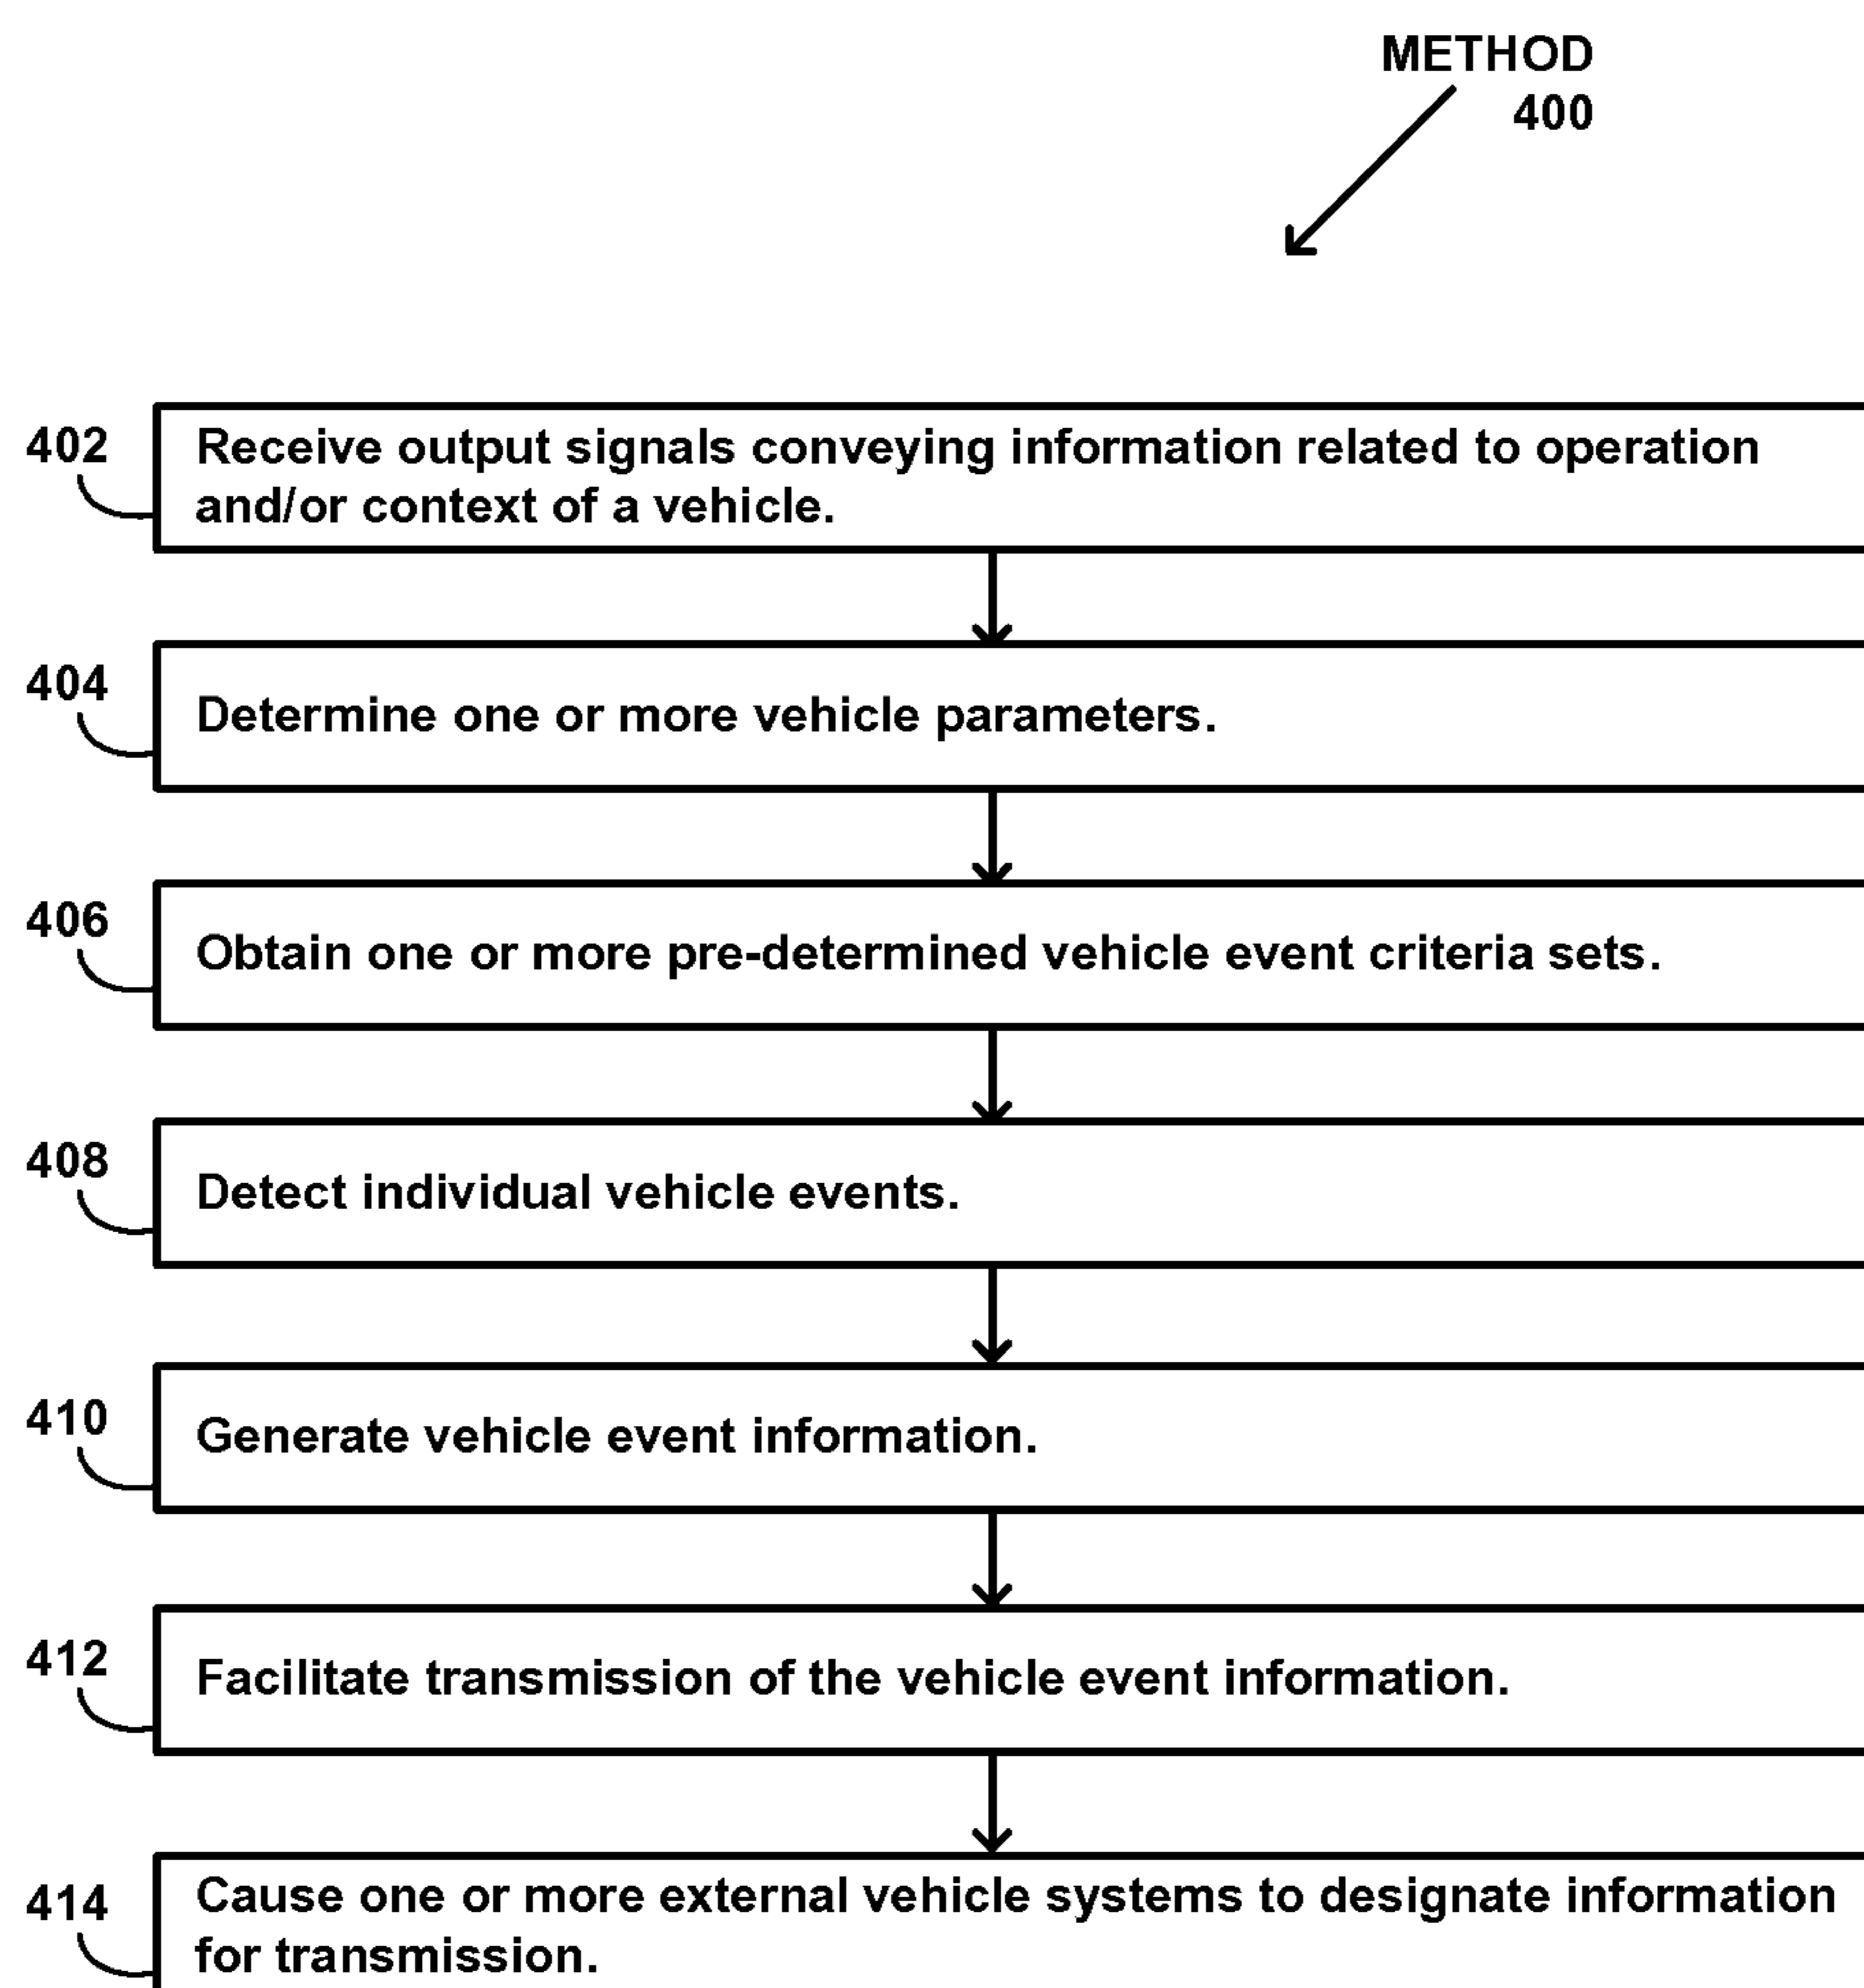 METHOD
400
402
Receive output signals conveying information related to operation
and/or context of a vehicle.
404
Determine one or more vehicle parameters.
406
Obtain one or more pre-determined vehicle event criteria sets.
408
Detect individual vehicle events.
410
Generate vehicle event information.
412
Facilitate transmission of the vehicle event information.
414
Cause one or more external vehicle systems to designate information
for transmission.